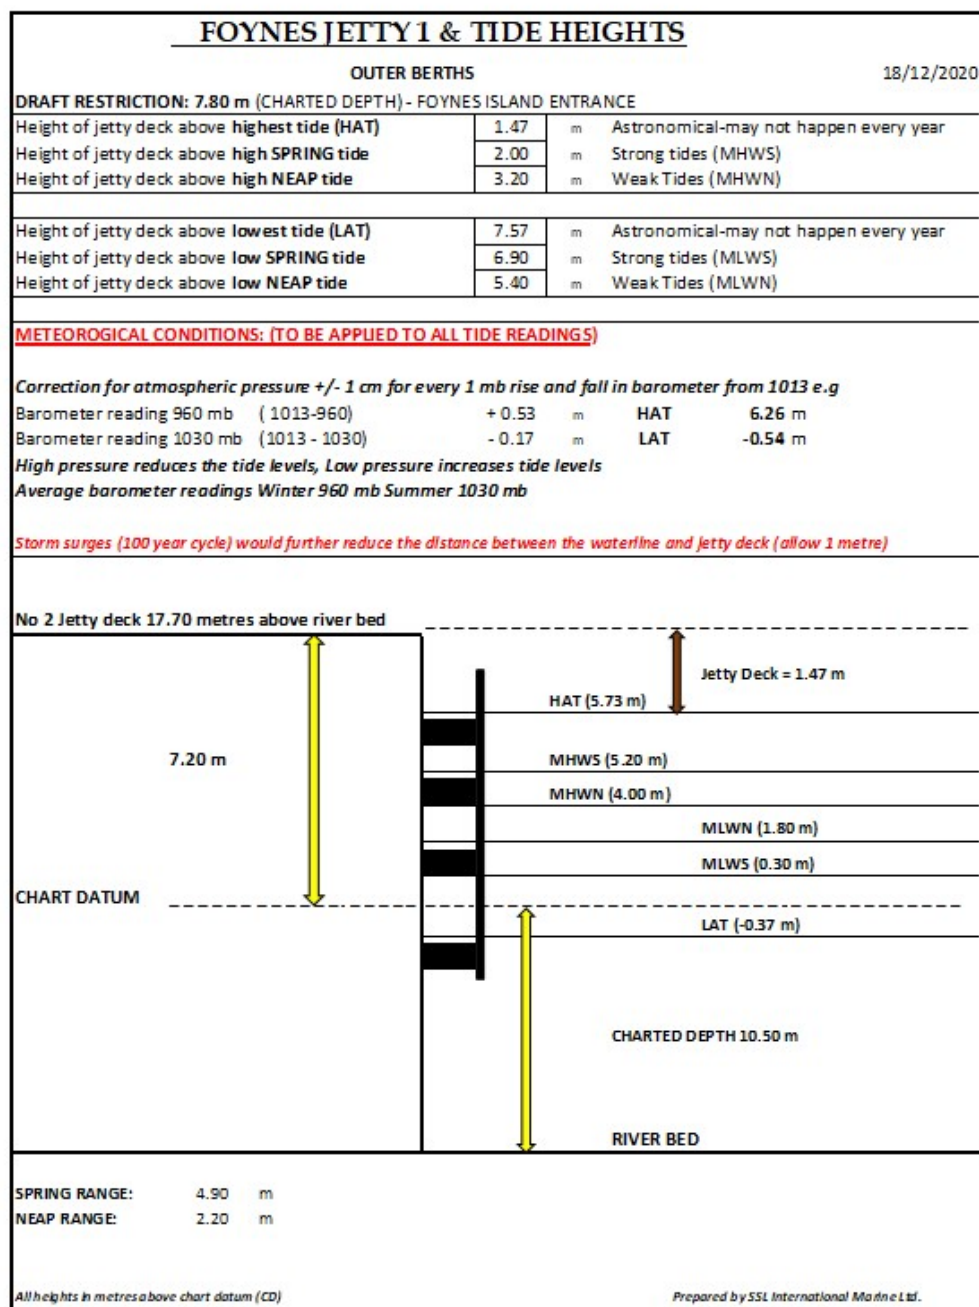 FOYNES JETTY 1 & TIDE HEIGHTS
OUTER BERTHS 18/12/2020
DRAFT RESTRICTION: 7.80 m (CHARTED DEPTH) - FOYNES ISLAND ENTRANCE
Height of jetty deck above highest tide (HAT) 1.47 m Astronomical-may not happen every year
Height of jetty deck above high SPRING tide 2.00 m Strong tides (MHWS)
Height of jetty deck above high NEAP tide 3.20 m Weak Tides (MHWN)
Height of jetty deck above lowest tide (LAT) 7.57 m Astronomical-may not happen every year
Height of jetty deck above low SPRING tide 6.90 m Strong tides (MLWS)
Height of jetty deck above low NEAP tide 5.40 m Weak Tides (MLWN)
METEOROGICAL CONDITIONS: (TO BE APPLIED TO ALL TIDE READINGS)
Correction for atmospheric pressure +/- 1 cm for every 1 mb rise and fall in barometer from 1013 e.g
Barometer reading 960 mb ( 1013-960) + 0.53 m HAT 6.26 m
Barometer reading 1030 mb (1013 - 1030) - 0.17 m LAT -0.54 m
High pressure reduces the tide levels, Low pressure increases tide levels
Average barometer readings Winter 960 mb Summer 1030 mb
Storm surges (100 year cycle) would further reduce the distance between the waterline and jetty deck (allow 1 metre)
No 2 Jetty deck 17.70 metres above river bed
Jetty Deck = 1.47 m
HAT (5.73 m)
7.20 m
MHWS (5.20 m)
MHWN (4.00 m)
MLWN (1.80 m)
MLWS (0.30 m)
CHART DATUM
LAT (-0.37 m)
CHARTED DEPTH 10.50 m
RIVER BED
SPRING RANGE: 4.90 m
NEAP RANGE: 2.20 m
All heights in metres above chart datum (CD) Prepared by SSL International Marine Ltd.